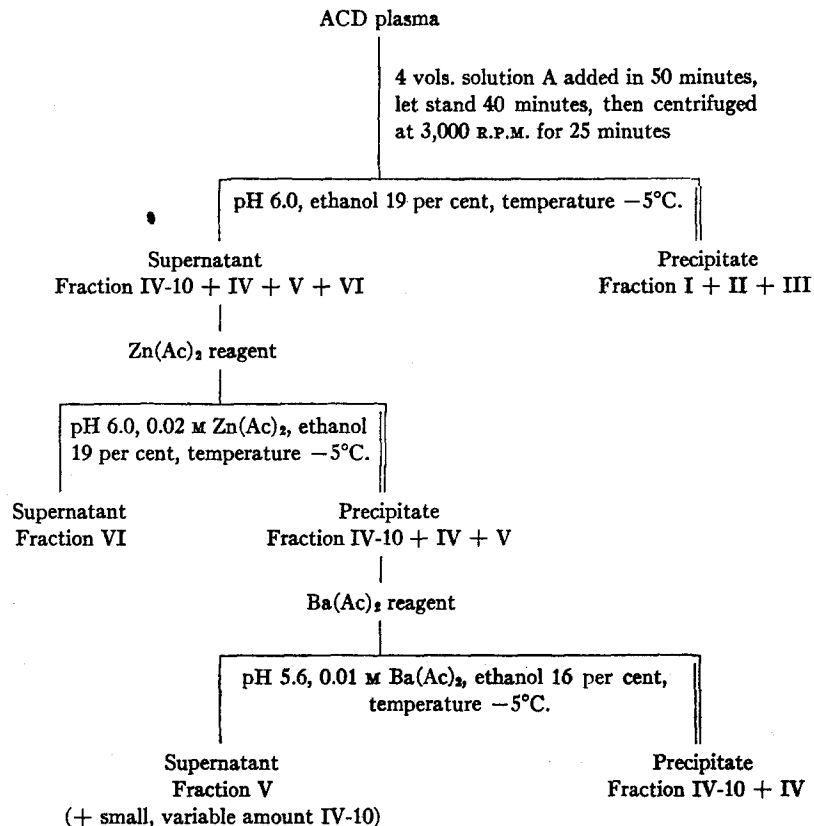 ACD plasma
4 vols. solution A added in 50 minutes,
let stand 40 minutes, then centrifuged
at 3,000 R.P.M. for 25 minutes
pH 6.0, ethanol 19 per cent, temperature −5°C.
Supernatant
Fraction IV-10 + IV + V + VI
Precipitate
Fraction I + II + III
Zn(Ac)₂ reagent
pH 6.0, 0.02 M Zn(Ac)₂, ethanol
19 per cent, temperature −5°C.
Supernatant
Fraction VI
Precipitate
Fraction IV-10 + IV + V
Ba(Ac)₂ reagent
pH 5.6, 0.01 M Ba(Ac)₂, ethanol 16 per cent,
temperature −5°C.
Supernatant
Fraction V
(+ small, variable amount IV-10)
Precipitate
Fraction IV-10 + IV